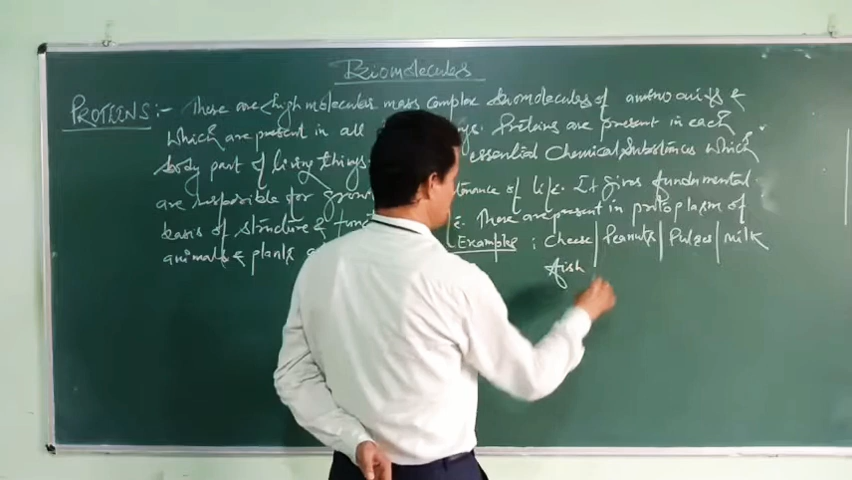 Biomolecules
PROTIENS :- These are high molecular mass complex biomolecules of amino acids &
which are present in all Protiens are present in each
body part of living things. essential chemical substances which
are responsible for of life. It gives fundamental
basis of structure & These are present in protoplasm of
animals & plants Examples : Cheese | Peanuts | Pulses | milk
fish